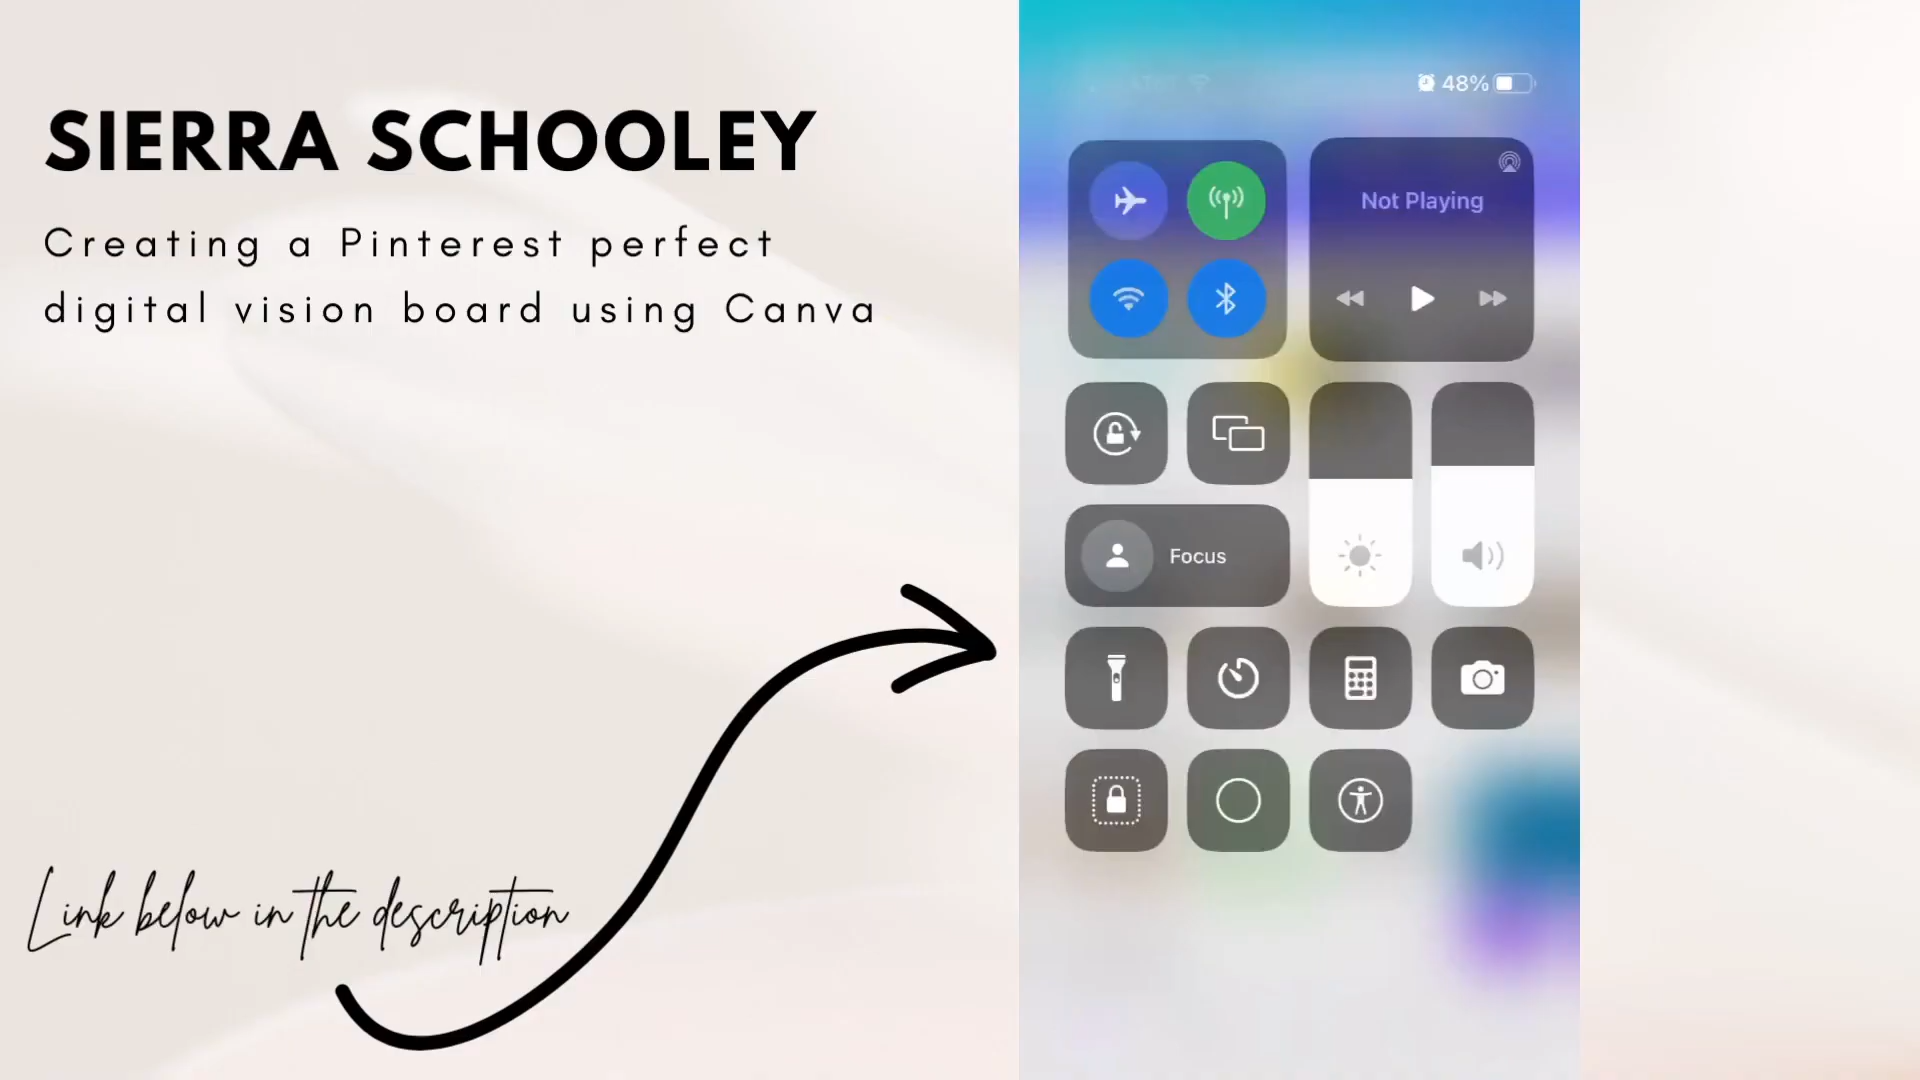 SIERRA SCHOOLEY
Creating a Pinterest perfect
digital vision board using Canva
Link below in the description
48%
Not Playing
Focus